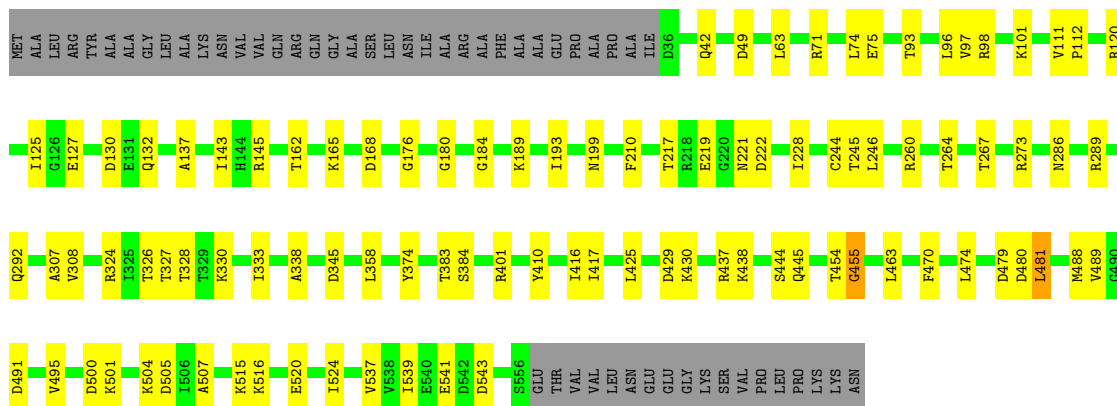 MET ALA LEU ARG TYR ALA ALA GLY LEU ALA LYS ASN VAL VAL GLN ARG GLN GLY ALA SER LEU ASN ILE ALA ARG ALA PHE ALA ALA GLU PRO ALA PRO ALA ILE D36 Q42 D49 L63 R71 L74 E75 T93 L96 V97 R98 K101 V111 P112 R120
I125 G126 E127 D130 E131 Q132 A137 I143 H144 R145 T162 K165 D168 G176 G180 G184 K189 I193 N199 F210 T217 R218 E219 G220 N221 D222 I228 C244 T245 L246 R260 T264 T267 R273 N286 R289
Q292 A307 V308 R324 I325 T326 T327 T328 T329 K330 I333 A338 D345 L358 Y374 T383 S384 R401 Y410 I416 I417 L425 D429 K430 R437 K438 S444 Q445 T454 G455 L463 F470 L474 D479 D480 L481 M488 V489 G490
D491 V495 D500 K501 K504 D505 I506 A507 K515 K516 E520 I524 V537 V538 I539 E540 E541 D542 D543 S556 GLU THR VAL VAL LEU ASN GLU GLU GLY LYS SER VAL PRO LEU PRO PRO LYS LYS ASN